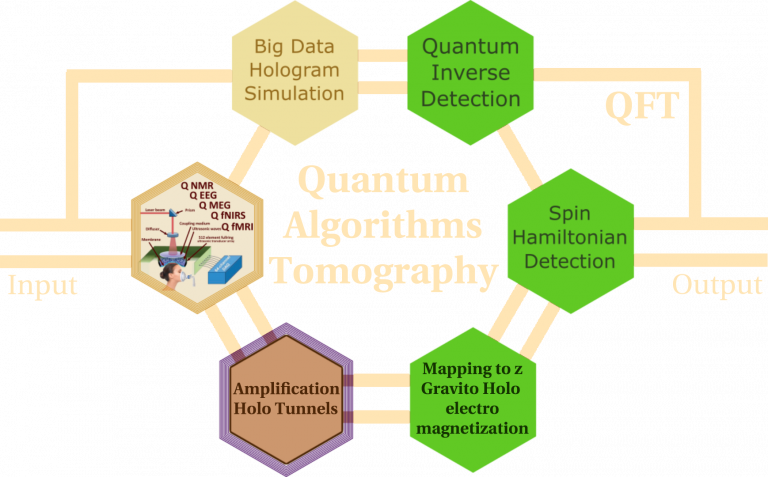 Big Data
Hologram
Simulation
Quantum
Inverse
Detection
QFT
Q NMR
Q EEG
Q MEG
Q fNIRS
Q fMRI
Laser beam
Prism
Diffuser
Membrane
Coupling medium
Ultrasonic waves
Quantum
Algorithms
Tomography
Spin
Hamiltonian
Detection
Input
Output
Amplification
Holo Tunnels
Mapping to z
Gravito Holo
electro
magnetization